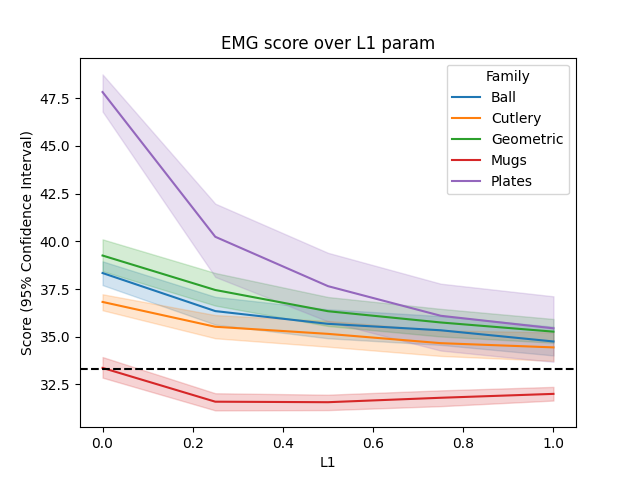 EMG score over L1 param
Score (95% Confidence Interval)
47.5
45.0
42.5
40.0
37.5
35.0
32.5
Family
Ball
Cutlery
Geometric
Mugs
Plates
0.0 0.2 0.4 0.6 0.8 1.0
L1